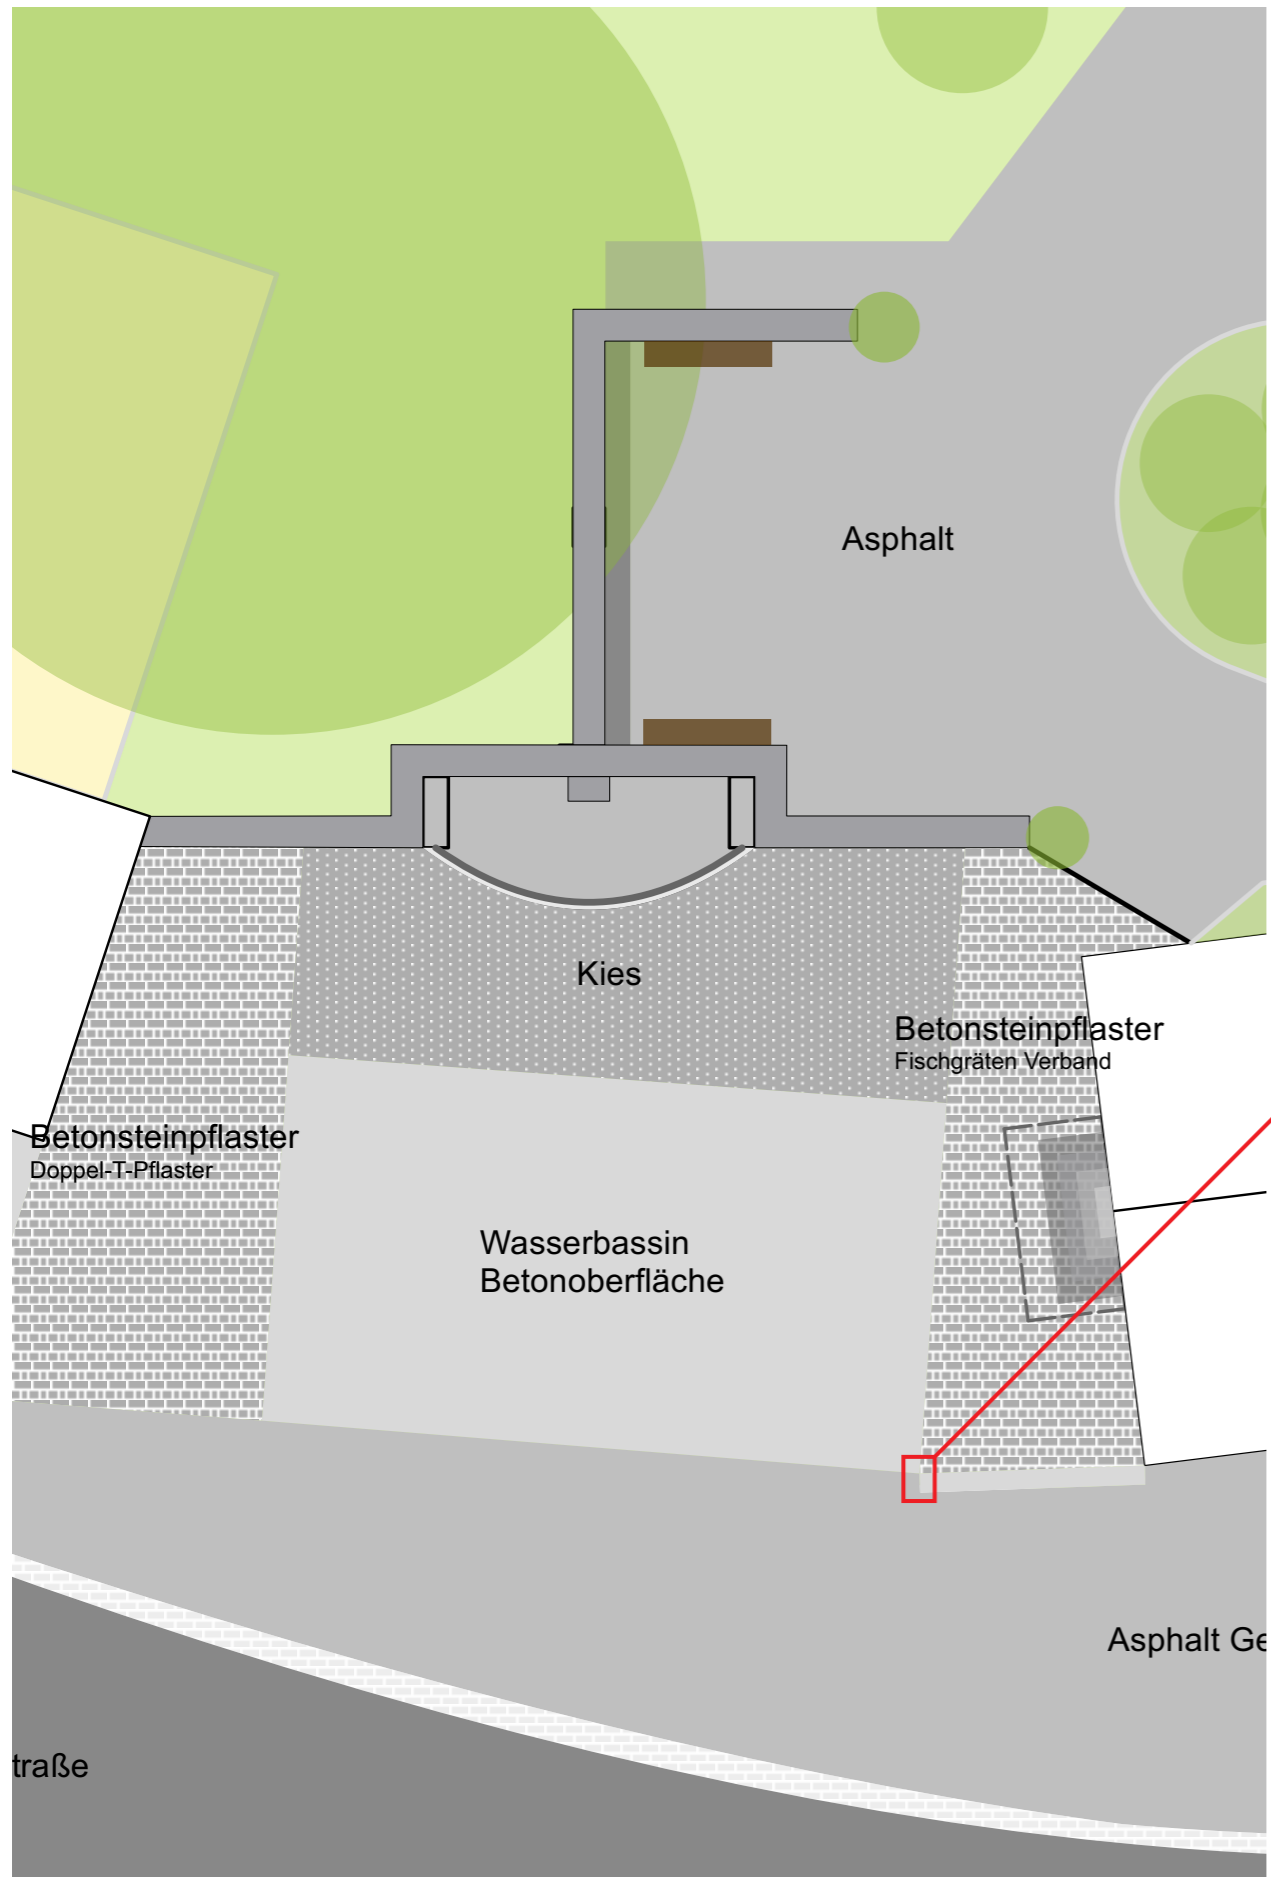 Asphalt
Kies
Betonsteinpflaster
Fischgräten Verband
Betonsteinpflaster
Doppel-T-Pflaster
Wasserbassin
Betonoberfläche
Asphalt Ge
traße